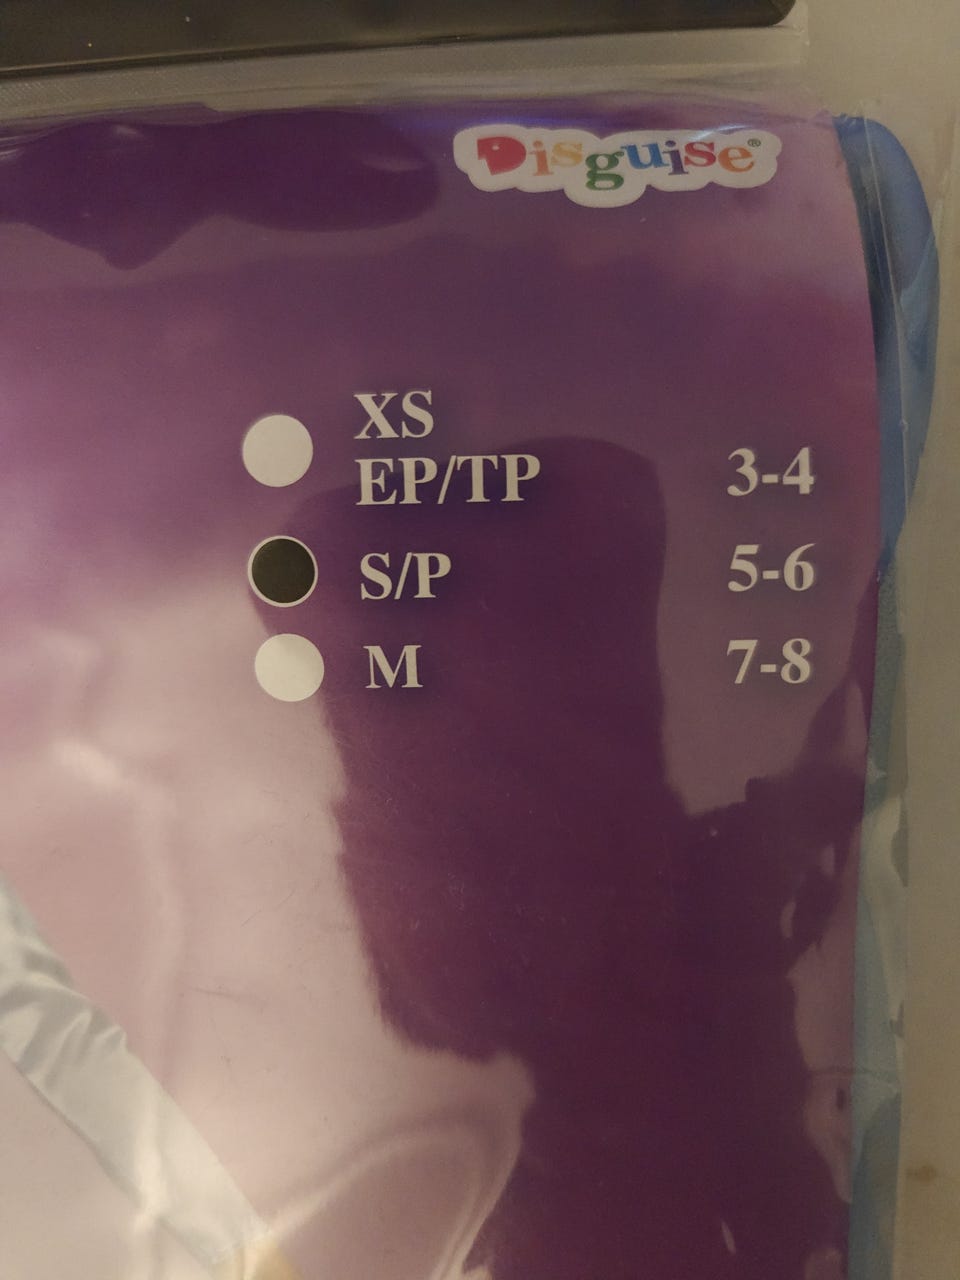 Disguise®
XS
EP/TP 3-4
S/P 5-6
M 7-8